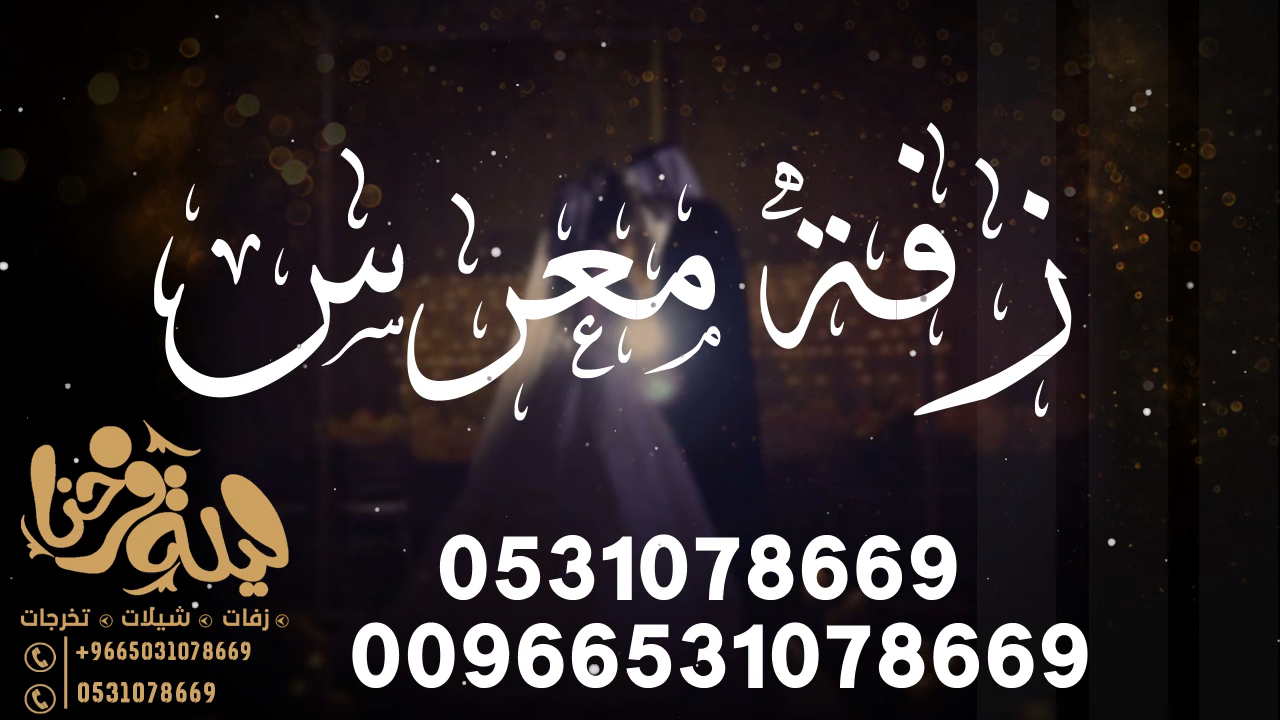 زفة معرس
0531078669
00966531078669
ليلة فرحنا
زفات شيلات تخرجات
+9665031078669
0531078669